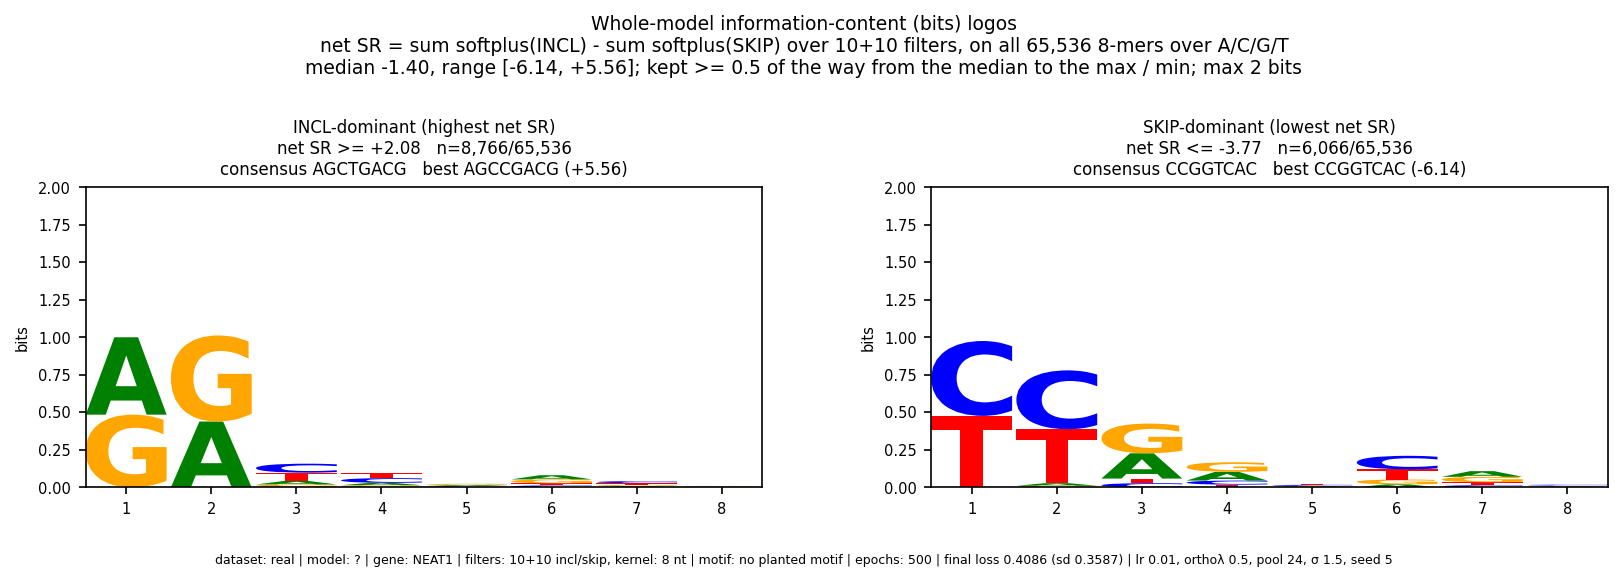 Whole-model information-content (bits) logos
net SR = sum softplus(INCL) - sum softplus(SKIP) over 10+10 filters, on all 65,536 8-mers over A/C/G/T
median -1.40, range [-6.14, +5.56]; kept >= 0.5 of the way from the median to the max / min; max 2 bits
INCL-dominant (highest net SR)
net SR >= +2.08   n=8,766/65,536
consensus AGCTGACG   best AGCCGACG (+5.56)
2.00
1.75
1.50
1.25
1.00
0.75
0.50
0.25
0.00
bits
A G
G A
C T
1 2 3 4 5 6 7 8
SKIP-dominant (lowest net SR)
net SR <= -3.77   n=6,066/65,536
consensus CCGGTCAC   best CCGGTCAC (-6.14)
2.00
1.75
1.50
1.25
1.00
0.75
0.50
0.25
0.00
bits
C C G G C A
T T A A T G
1 2 3 4 5 6 7 8
dataset: real | model: ? | gene: NEAT1 | filters: 10+10 incl/skip, kernel: 8 nt | motif: no planted motif | epochs: 500 | final loss 0.4086 (sd 0.3587) | lr 0.01, orthoλ 0.5, pool 24, σ 1.5, seed 5